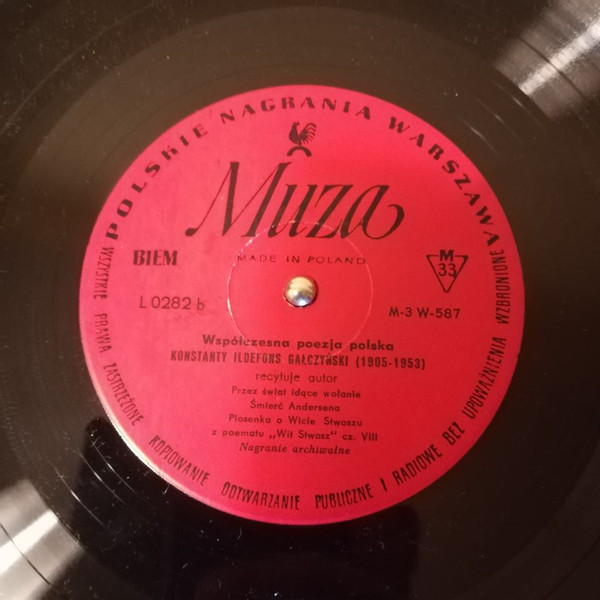 POLSKIE NAGRANIA WARSZAWA
Muza
BIEM
MADE IN POLAND
M
33
L 0282 b
M-3 W-587
Współczesna poezja polska
KONSTANTY ILDEFONS GAŁCZYŃSKI (1905-1953)
recytuje autor
Przez świat idące wołanie
Śmierć Andersena
Piosenka o Wicie Stwoszu
z poematu „Wit Stwosz" cz. VIII
Nagranie archiwalne
WSZYSTKIE PRAWA ZASTRZEŻONE KOPIOWANIE ODTWARZANIE PUBLICZNE I RADIOWE BEZ UPOWAŻNIENIA WZBRONIONE